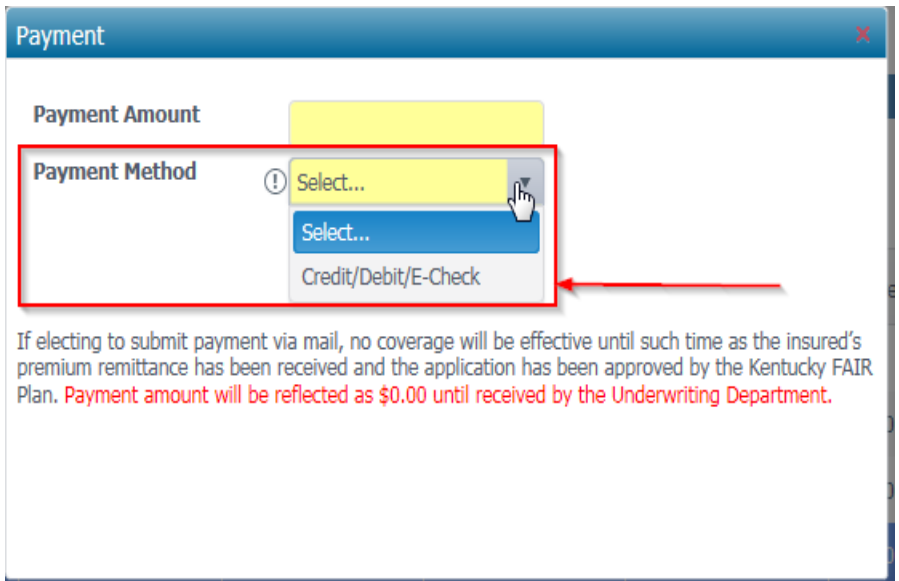 Payment
Payment Amount
Payment Method
Select...
Select...
Credit/Debit/E-Check
If electing to submit payment via mail, no coverage will be effective until such time as the insured’s
premium remittance has been received and the application has been approved by the Kentucky FAIR
Plan. Payment amount will be reflected as $0.00 until received by the Underwriting Department.